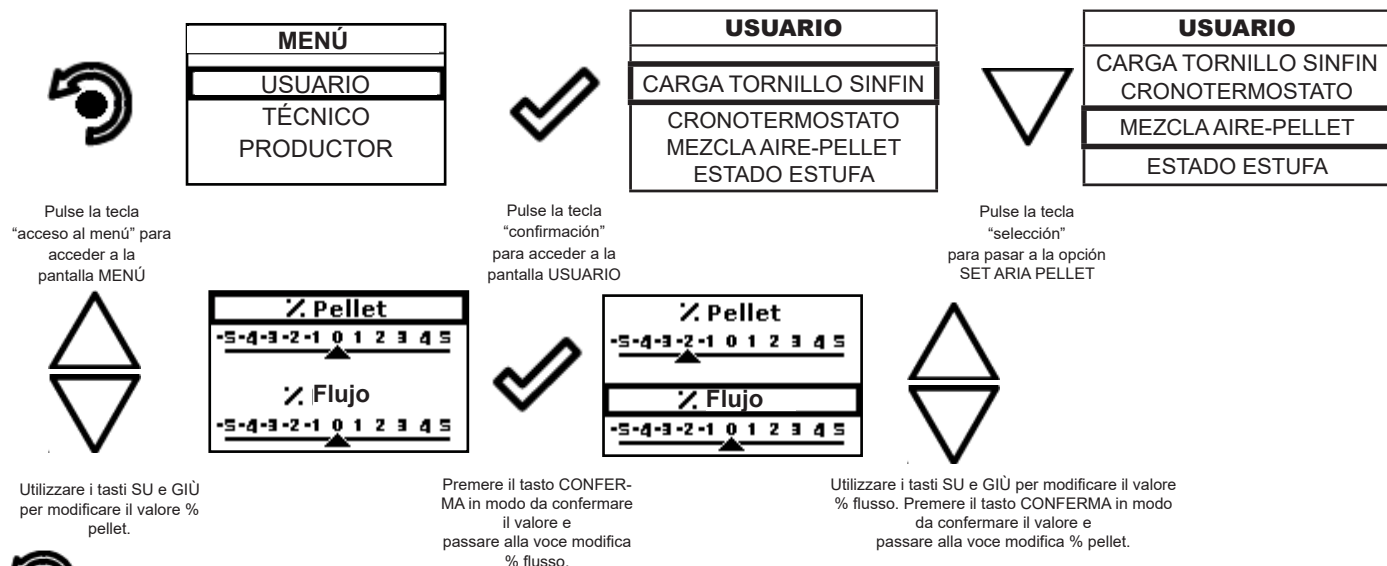 MENÚ
USUARIO
TÉCNICO
PRODUCTOR
USUARIO
CARGA TORNILLO SINFIN
CRONOTERMOSTATO
MEZCLA AIRE-PELLET
ESTADO ESTUFA
USUARIO
CARGA TORNILLO SINFIN
CRONOTERMOSTATO
MEZCLA AIRE-PELLET
ESTADO ESTUFA
Pulse la tecla
“acceso al menú” para
acceder a la
pantalla MENÚ
Pulse la tecla
“confirmación”
para acceder a la
pantalla USUARIO
Pulse la tecla
“selección”
para pasar a la opción
SET ARIA PELLET
% Pellet
-5-4-3-2-1 0 1 2 3 4 5
% Flujo
-5-4-3-2-1 0 1 2 3 4 5
% Pellet
-5-4-3-2-1 0 1 2 3 4 5
% Flujo
-5-4-3-2-1 0 1 2 3 4 5
Utilizzare i tasti SU e GIÙ
per modificare il valore %
pellet.
Premere il tasto CONFER-
MA in modo da confermare
il valore e
passare alla voce modifica
% flusso.
Utilizzare i tasti SU e GIÙ per modificare il valore
% flusso. Premere il tasto CONFERMA in modo
da confermare il valore e
passare alla voce modifica % pellet.